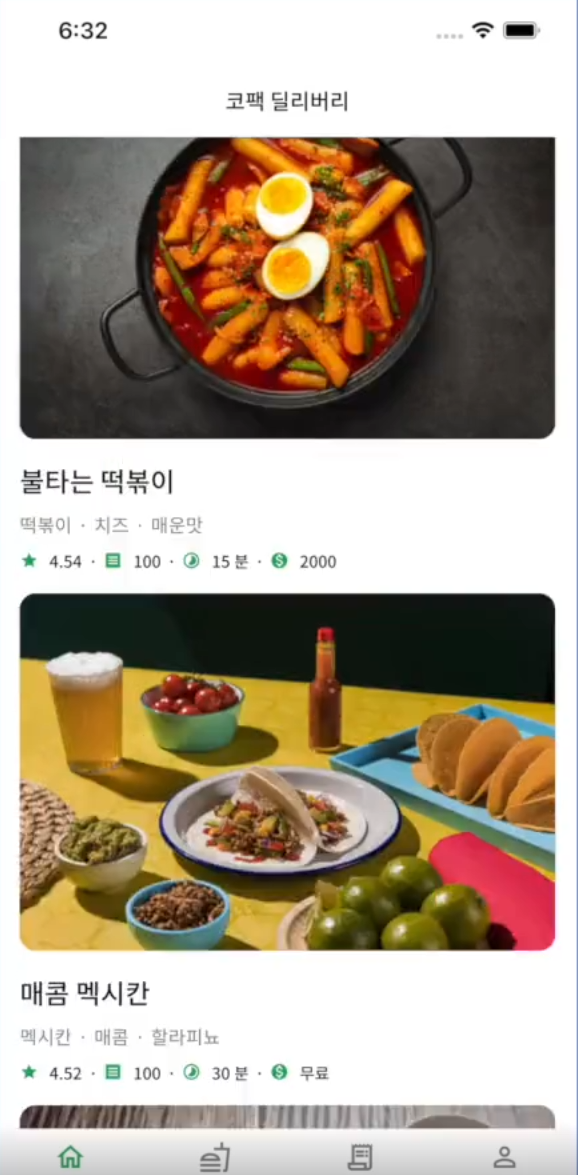 6:32
코팩 딜리버리
불타는 떡볶이
떡볶이 · 치즈 · 매운맛
4.54 · 100 · 15 분 · 2000
매콤 멕시칸
멕시칸 · 매콤 · 할라피뇨
4.52 · 100 · 30 분 · 무료